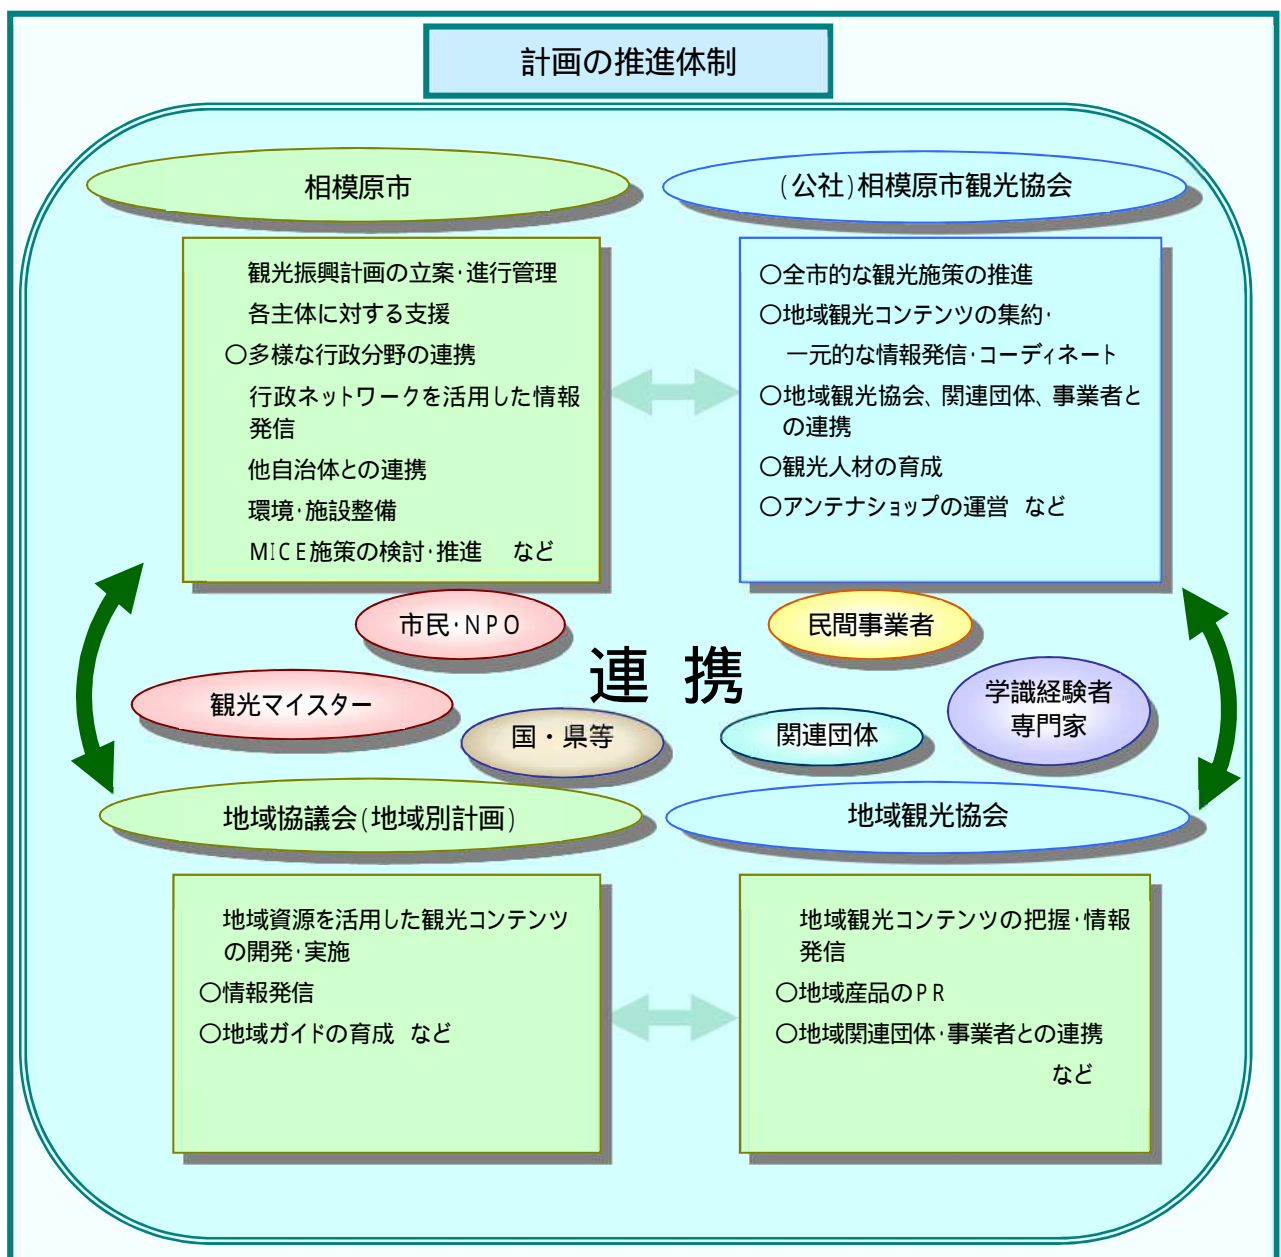 計画の推進体制
相模原市
観光振興計画の立案・進行管理
各主体に対する支援
○多様な行政分野の連携
行政ネットワークを活用した情報
発信
他自治体との連携
環境・施設整備
MICE施策の検討・推進 など
(公社)相模原市観光協会
○全市的な観光施策の推進
○地域観光コンテンツの集約・
一元的な情報発信・コーディネート
○地域観光協会、関連団体、事業者と
の連携
○観光人材の育成
○アンテナショップの運営 など
市民・NPO
民間事業者
連 携
観光マイスター
国・県等
関連団体
学識経験者
専門家
地域協議会(地域別計画)
地域資源を活用した観光コンテンツ
の開発・実施
○情報発信
○地域ガイドの育成 など
地域観光協会
地域観光コンテンツの把握・情報
発信
○地域産品のPR
○地域関連団体・事業者との連携
など